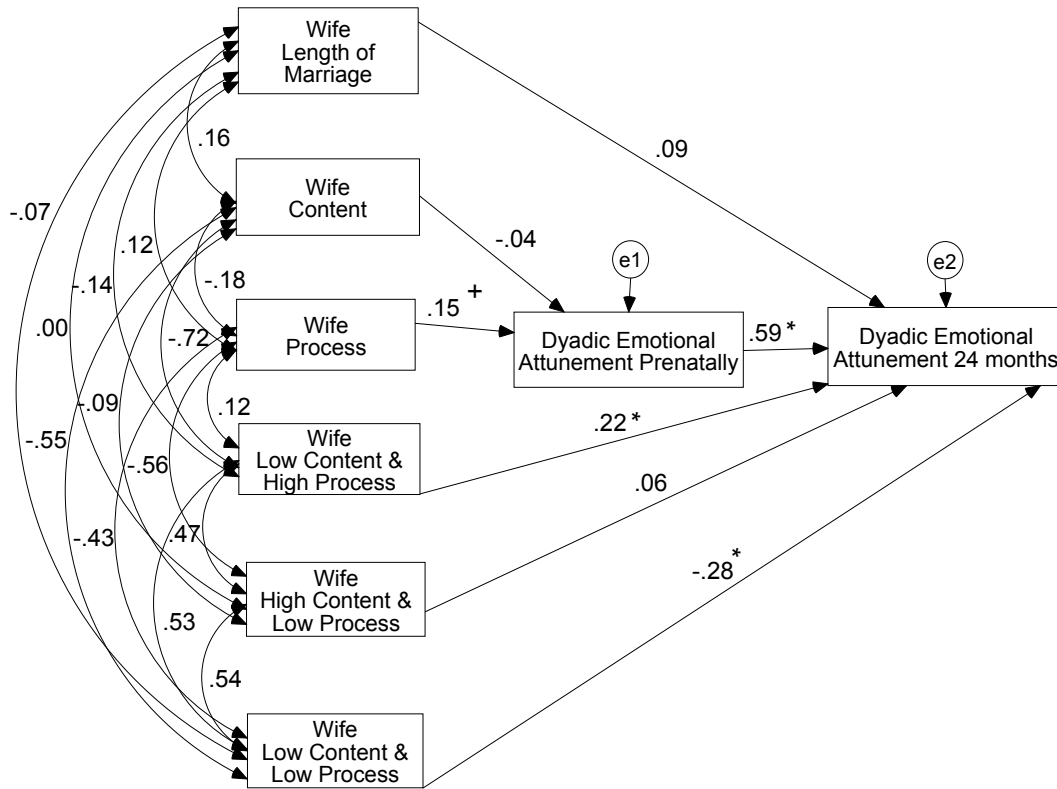 Wife
Length of
Marriage
.09
.16
-.07
Wife
Content
-.04
e1
e2
.12
-.18
-.14
.15 +
.00
Wife
Process
Dyadic Emotional
Attunement Prenatally
.59 *
Dyadic Emotional
Attunement 24 months
-.72
-.09
.12
.22 *
-.55
Wife
Low Content &
High Process
-.56
.06
-.43
.47
-.28 *
Wife
High Content &
Low Process
.53
.54
Wife
Low Content &
Low Process